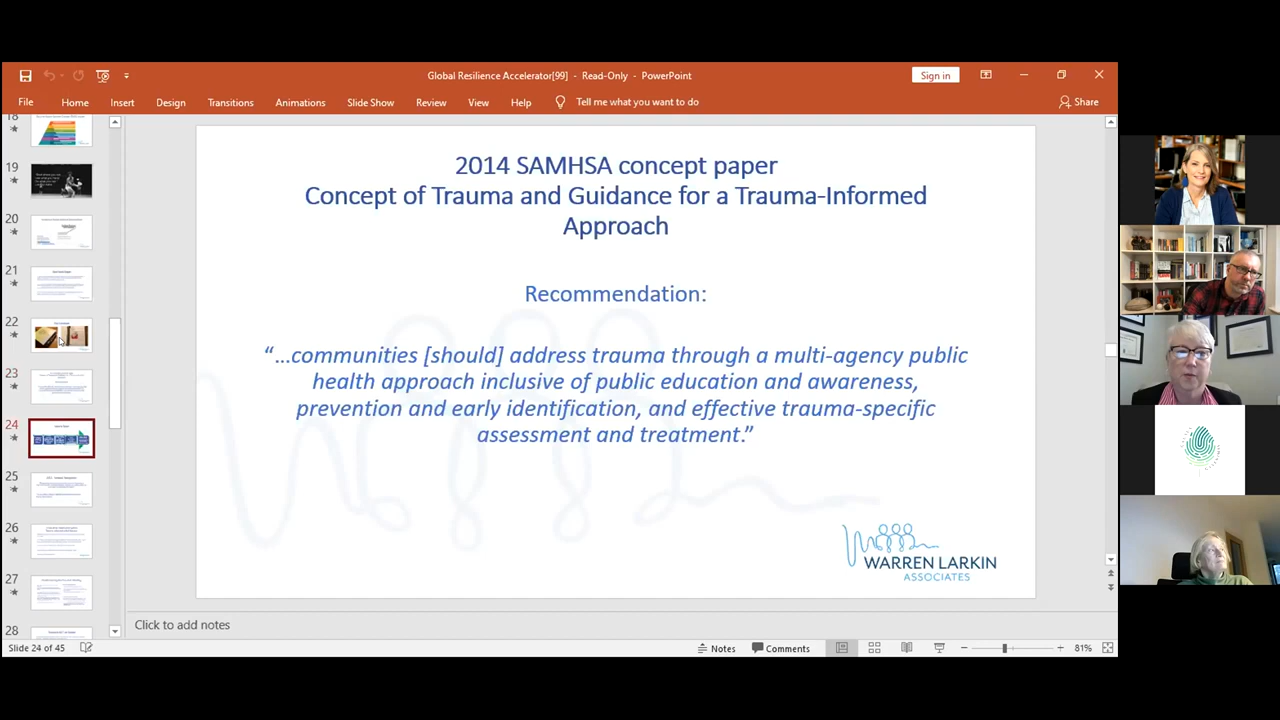 Global Resilience Accelerator[99] - Read-Only - PowerPoint
Sign in
File Home Insert Design Transitions Animations Slide Show Review View Help Tell me what you want to do
Share
18
19
20
21
22
23
24
25
26
27
28
2014 SAMHSA concept paper
Concept of Trauma and Guidance for a Trauma-Informed
Approach
Recommendation:
“...communities [should] address trauma through a multi-agency public
health approach inclusive of public education and awareness,
prevention and early identification, and effective trauma-specific
assessment and treatment.”
WARREN LARKIN
ASSOCIATES
Click to add notes
Slide 24 of 45
Notes Comments
81%